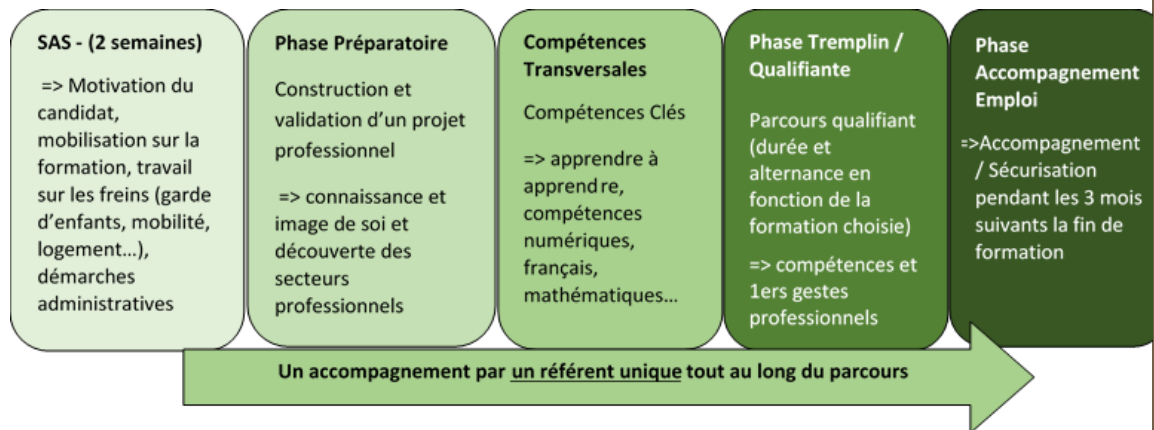 SAS - (2 semaines)
=> Motivation du
candidat,
mobilisation sur la
formation, travail
sur les freins (garde
d'enfants, mobilité,
logement...),
démarches
administratives
Phase Préparatoire
Construction et
validation d'un projet
professionnel
=> connaissance et
image de soi et
découverte des
secteurs
professionnels
Compétences
Transversales
Compétences Clés
=> apprendre à
apprendre,
compétences
numériques,
français,
mathématiques...
Phase Tremplin /
Qualifiante
Parcours qualifiant
(durée et
alternance en
fonction de la
formation choisie)
=> compétences et
1ers gestes
professionnels
Phase
Accompagnement
Emploi
=>Accompagnement
/ Sécurisation
pendant les 3 mois
suivants la fin de
formation
Un accompagnement par un référent unique tout au long du parcours